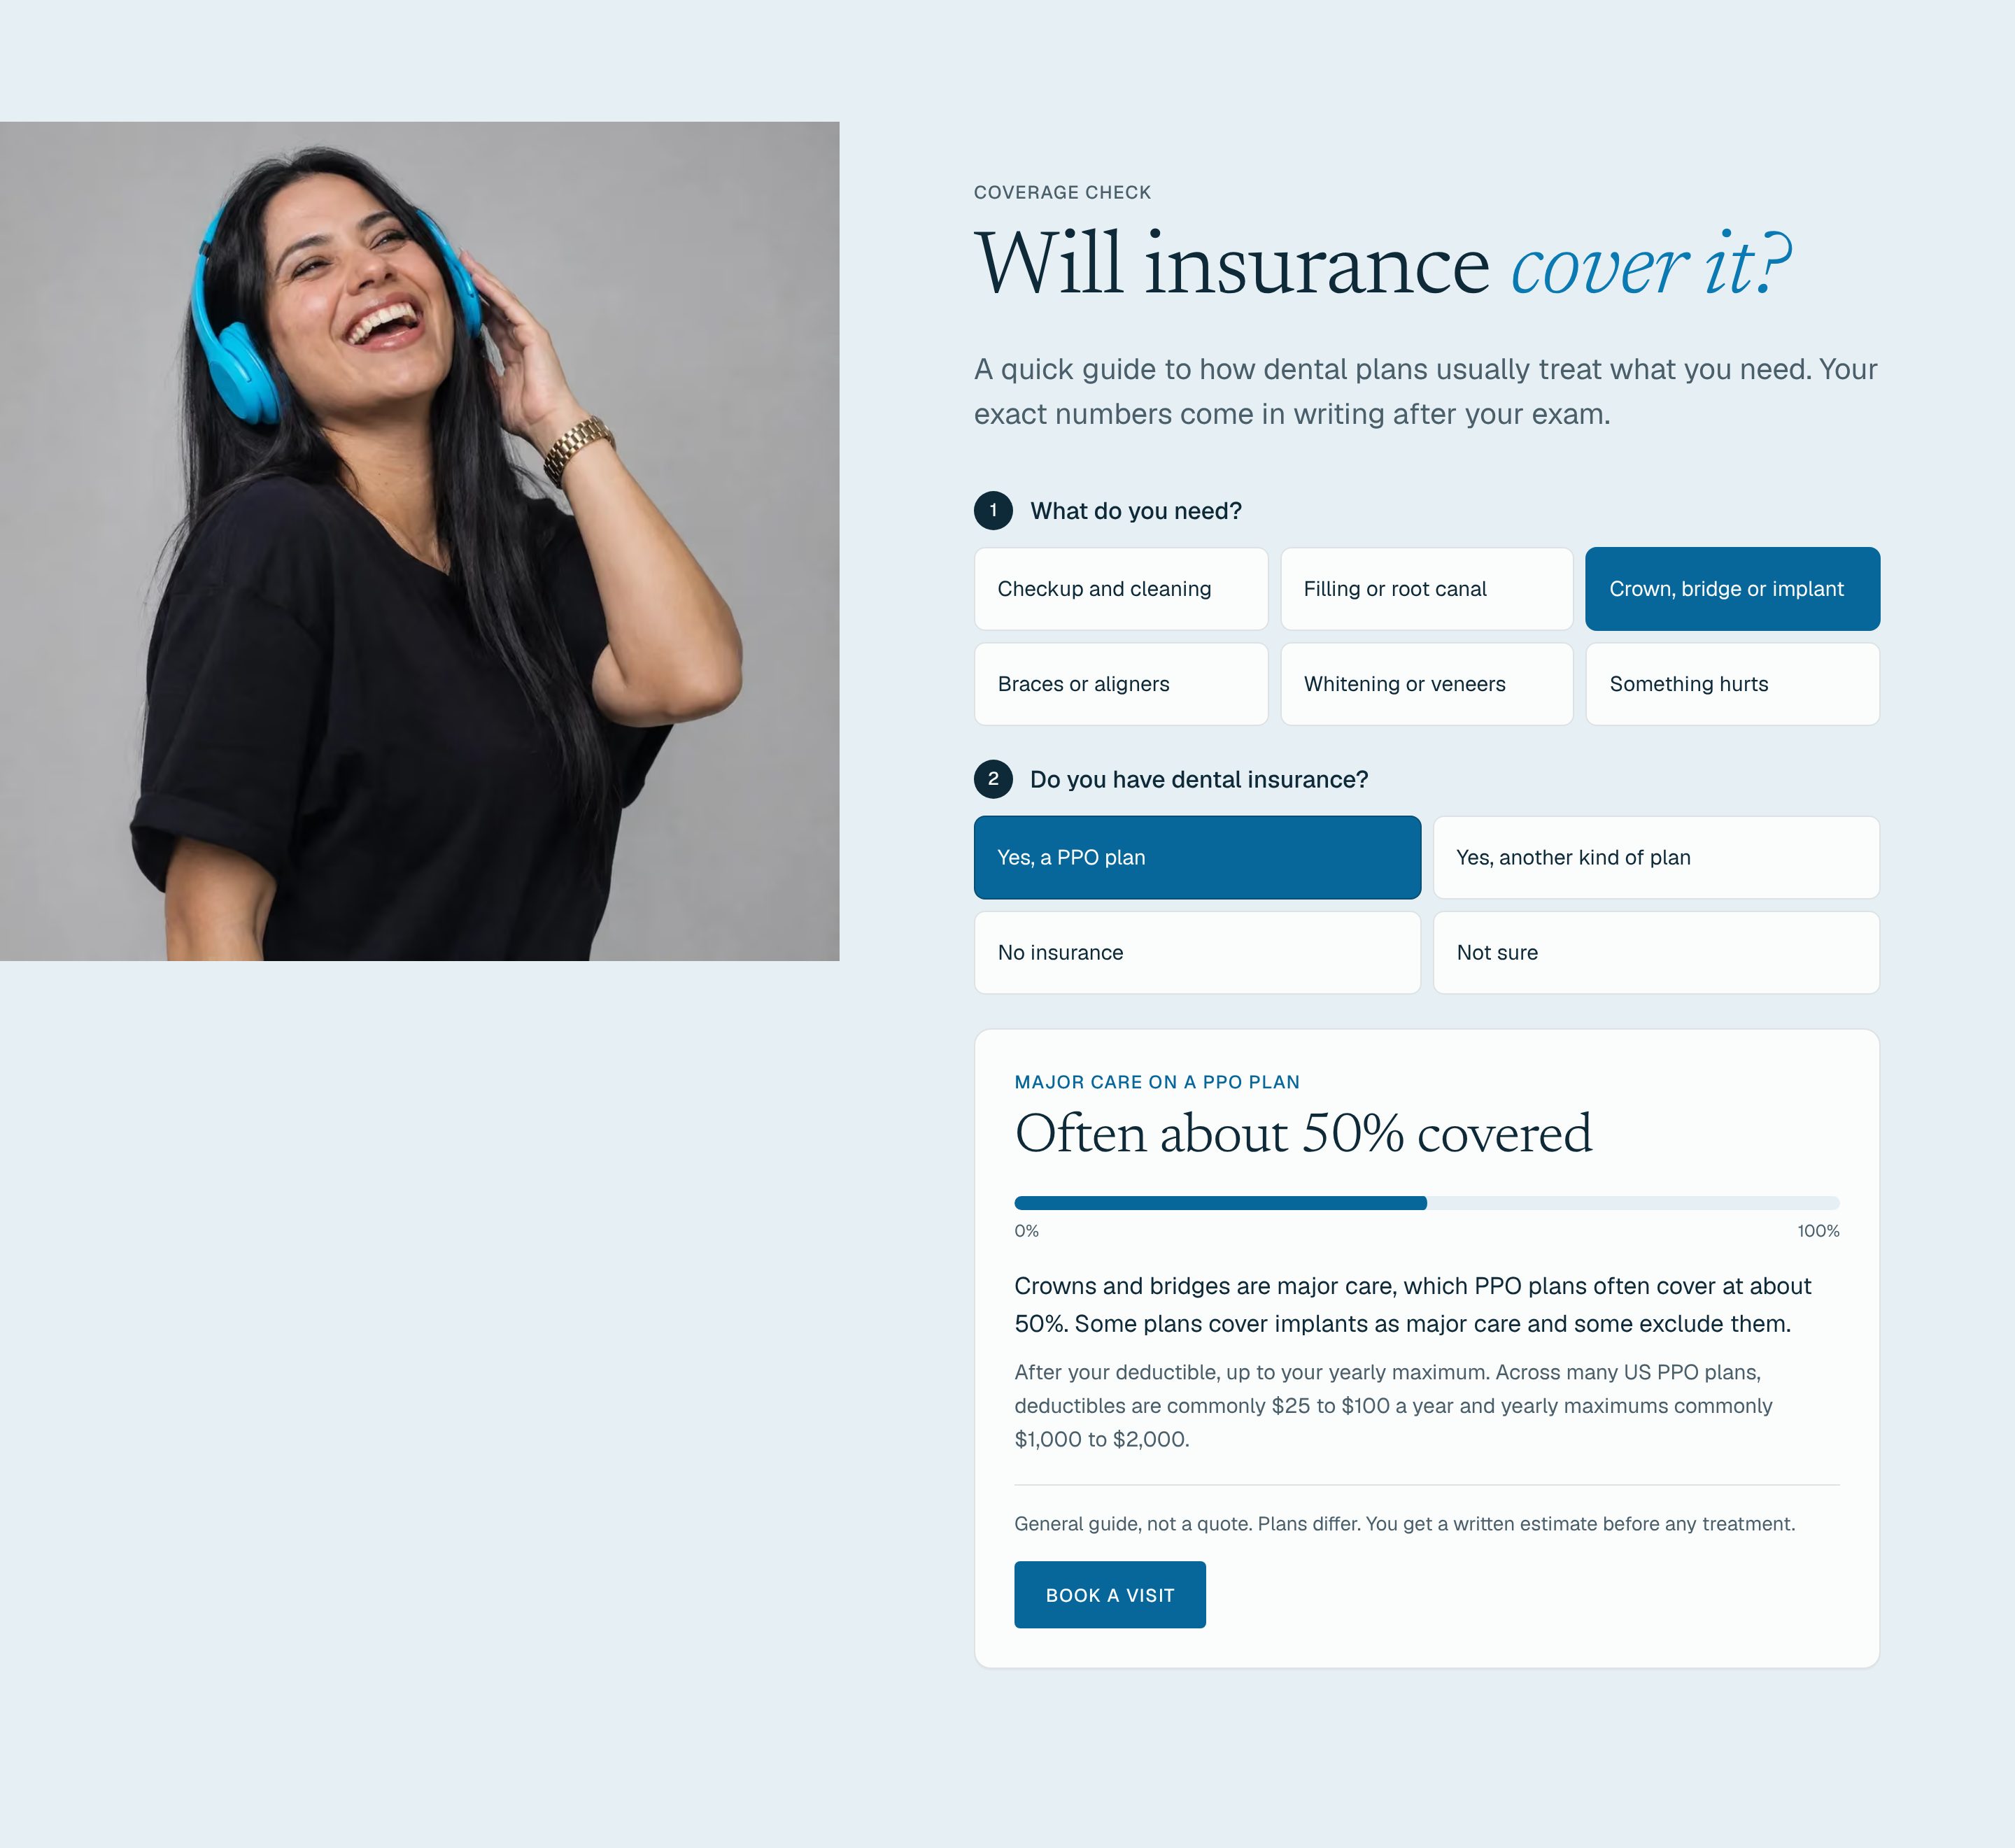 COVERAGE CHECK
Will insurance cover it?
A quick guide to how dental plans usually treat what you need. Your
exact numbers come in writing after your exam.
1 What do you need?
Checkup and cleaning
Filling or root canal
Crown, bridge or implant
Braces or aligners
Whitening or veneers
Something hurts
2 Do you have dental insurance?
Yes, a PPO plan
Yes, another kind of plan
No insurance
Not sure
MAJOR CARE ON A PPO PLAN
Often about 50% covered
0%
100%
Crowns and bridges are major care, which PPO plans often cover at about
50%. Some plans cover implants as major care and some exclude them.
After your deductible, up to your yearly maximum. Across many US PPO plans,
deductibles are commonly $25 to $100 a year and yearly maximums commonly
$1,000 to $2,000.
General guide, not a quote. Plans differ. You get a written estimate before any treatment.
BOOK A VISIT